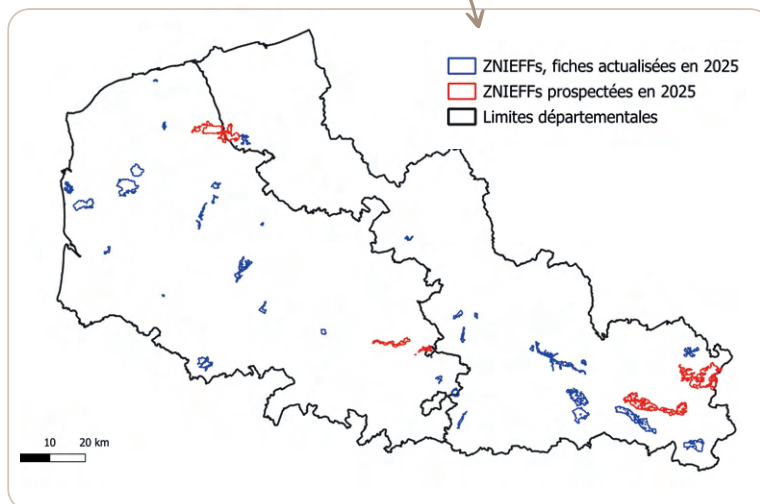 ZNIEFFs, fiches actualisées en 2025
ZNIEFFs prospectées en 2025
Limites départementales
10 20 km